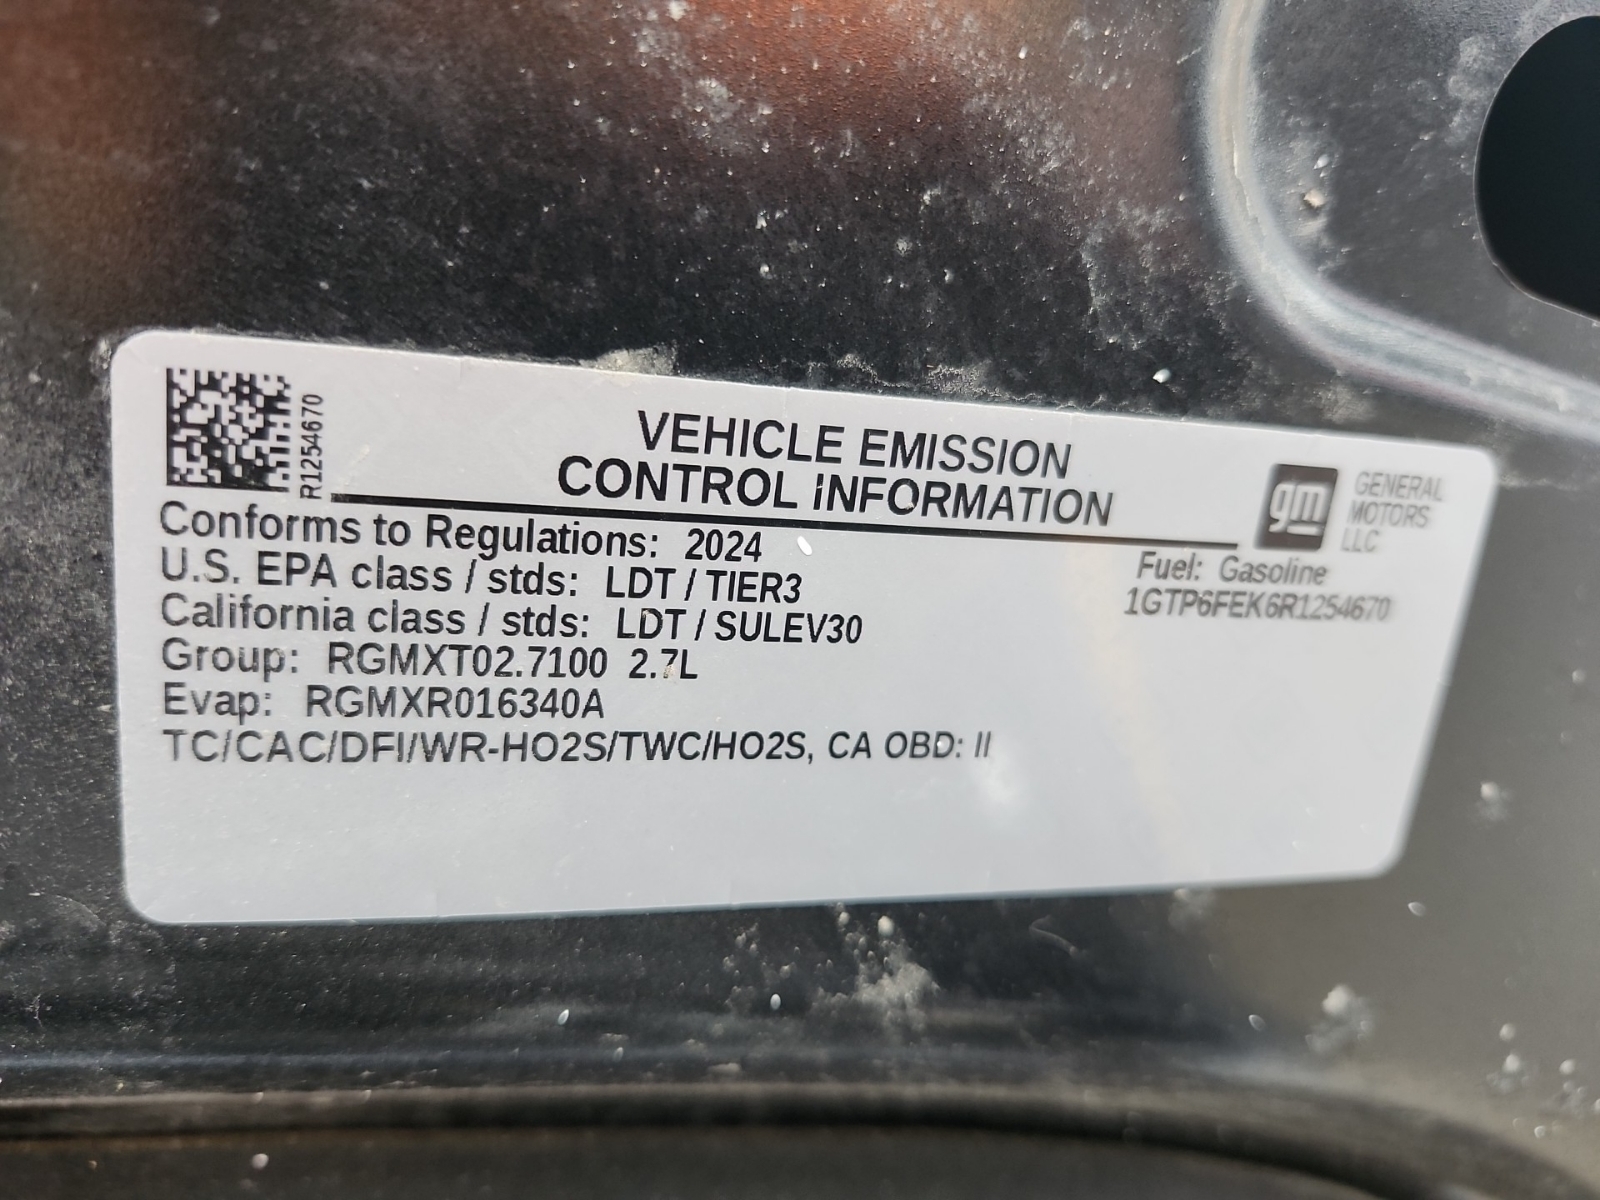 R1254670
VEHICLE EMISSION
CONTROL INFORMATION
gm
GENERAL
MOTORS
LLC
Conforms to Regulations: 2024
Fuel: Gasoline
U.S. EPA class / stds: LDT / TIER3
1GTP6FEK6R1254670
California class / stds: LDT / SULEV30
Group: RGMXT02.7100 2.7L
Evap: RGMXR016340A
TC/CAC/DFI/WR-HO2S/TWC/HO2S, CA OBD: II